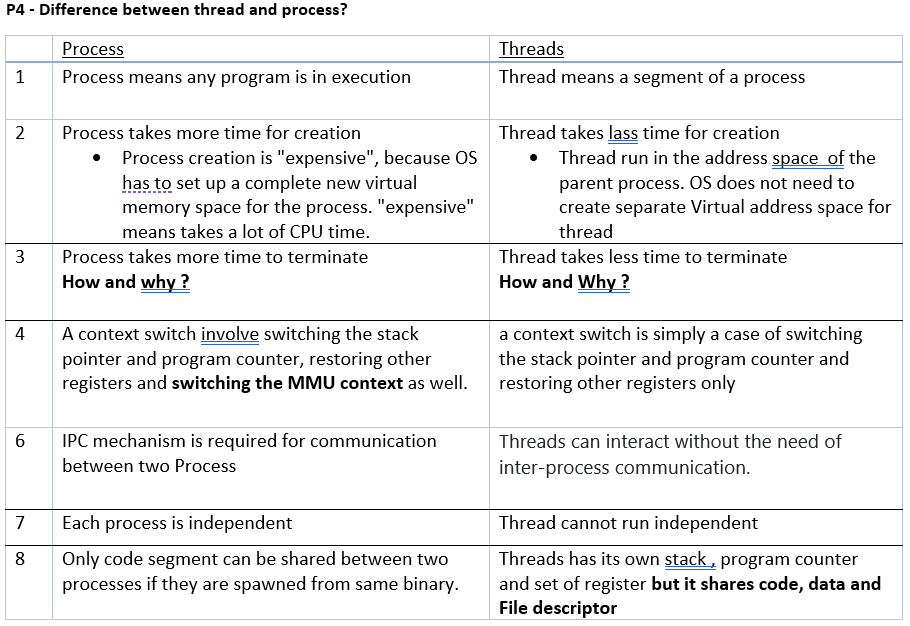 P4 - Difference between thread and process?
Process
Threads
1
Process means any program is in execution
Thread means a segment of a process
2
Process takes more time for creation
• Process creation is "expensive", because OS
has to set up a complete new virtual
memory space for the process. "expensive"
means takes a lot of CPU time.
Thread takes lass time for creation
• Thread run in the address space  of the
parent process. OS does not need to
create separate Virtual address space for
thread
3
Process takes more time to terminate
How and why ?
Thread takes less time to terminate
How and Why ?
4
A context switch involve switching the stack
pointer and program counter, restoring other
registers and switching the MMU context as well.
a context switch is simply a case of switching
the stack pointer and program counter and
restoring other registers only
6
IPC mechanism is required for communication
between two Process
Threads can interact without the need of
inter-process communication.
7
Each process is independent
Thread cannot run independent
8
Only code segment can be shared between two
processes if they are spawned from same binary.
Threads has its own stack , program counter
and set of register but it shares code, data and
File descriptor